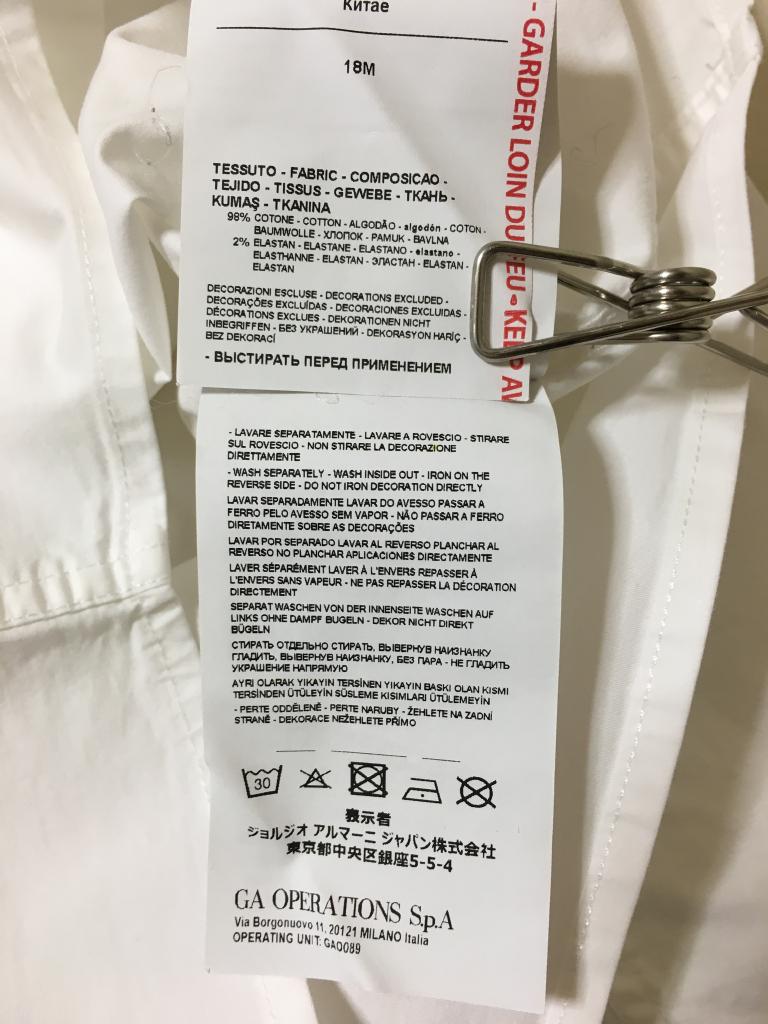 Китае
18M
TESSUTO - FABRIC - COMPOSICAO -
TEJIDO - TISSUS - GEWEBE - ТКАНЬ -
KUMAŞ - TKANINA
98% COTONE - COTTON - ALGODÃO - algodón - COTON -
BAUMWOLLE - ХЛОПОК - PAMUK - BAVLNA
2% ELASTAN - ELASTANE - ELASTANO - elastano -
ELASTHANNE - ELASTAN - ЭЛАСТАН - ELASTAN -
ELASTAN
DECORAZIONI ESCLUSE - DECORATIONS EXCLUDED -
DECORAÇÕES EXCLUÍDAS - DECORACIONES EXCLUIDAS -
DÉCORATIONS EXCLUES - DEKORATIONEN NICHT
INBEGRIFFEN - БЕЗ УКРАШЕНИЙ - DEKORASYON HARİÇ -
BEZ DEKORACÍ
- ВЫСТИРАТЬ ПЕРЕД ПРИМЕНЕНИЕМ
- GARDER LOIN DU FEU • KEEP
- LAVARE SEPARATAMENTE - LAVARE A ROVESCIO - STIRARE
SUL ROVESCIO - NON STIRARE LA DECORAZIONE
DIRETTAMENTE
- WASH SEPARATELY - WASH INSIDE OUT - IRON ON THE
REVERSE SIDE - DO NOT IRON DECORATION DIRECTLY
LAVAR SEPARADAMENTE LAVAR DO AVESSO PASSAR A
FERRO PELO AVESSO SEM VAPOR - NÃO PASSAR A FERRO
DIRETAMENTE SOBRE AS DECORAÇÕES
LAVAR POR SEPARADO LAVAR AL REVERSO PLANCHAR AL
REVERSO NO PLANCHAR APLICACIONES DIRECTAMENTE
LAVER SÉPARÉMENT LAVER À L'ENVERS REPASSER À
L'ENVERS SANS VAPEUR - NE PAS REPASSER LA DÉCORATION
DIRECTEMENT
SEPARAT WASCHEN VON DER INNENSEITE WASCHEN AUF
LINKS OHNE DAMPF BUGELN - DEKOR NICHT DIREKT
BÜGELN
СТИРАТЬ ОТДЕЛЬНО СТИРАТЬ, ВЫВЕРНУВ НАИЗНАНКУ
ГЛАДИТЬ, ВЫВЕРНУВ НАИЗНАНКУ, БЕЗ ПАРА - НЕ ГЛАДИТЬ
УКРАШЕНИЕ НАПРЯМУЮ
AYRI OLARAK YIKAYIN TERSİNEN YIKAYIN BASKI OLAN KISMI
TERSİNDEN ÜTÜLEYİN SÜSLEME KISIMLARI ÜTÜLEMEYİN
- PERTE ODDĚLENĚ - PERTE NARUBY - ŽEHLETE NA ZADNÍ
STRANĚ - DEKORACE NEŽEHLETE PŘÍMO
30
表示者
ジョルジオ アルマーニ ジャパン株式会社
東京都中央区銀座5-5-4
GA OPERATIONS S.p.A
Via Borgonuovo 11, 20121 MILANO Italia
OPERATING UNIT: GAO089